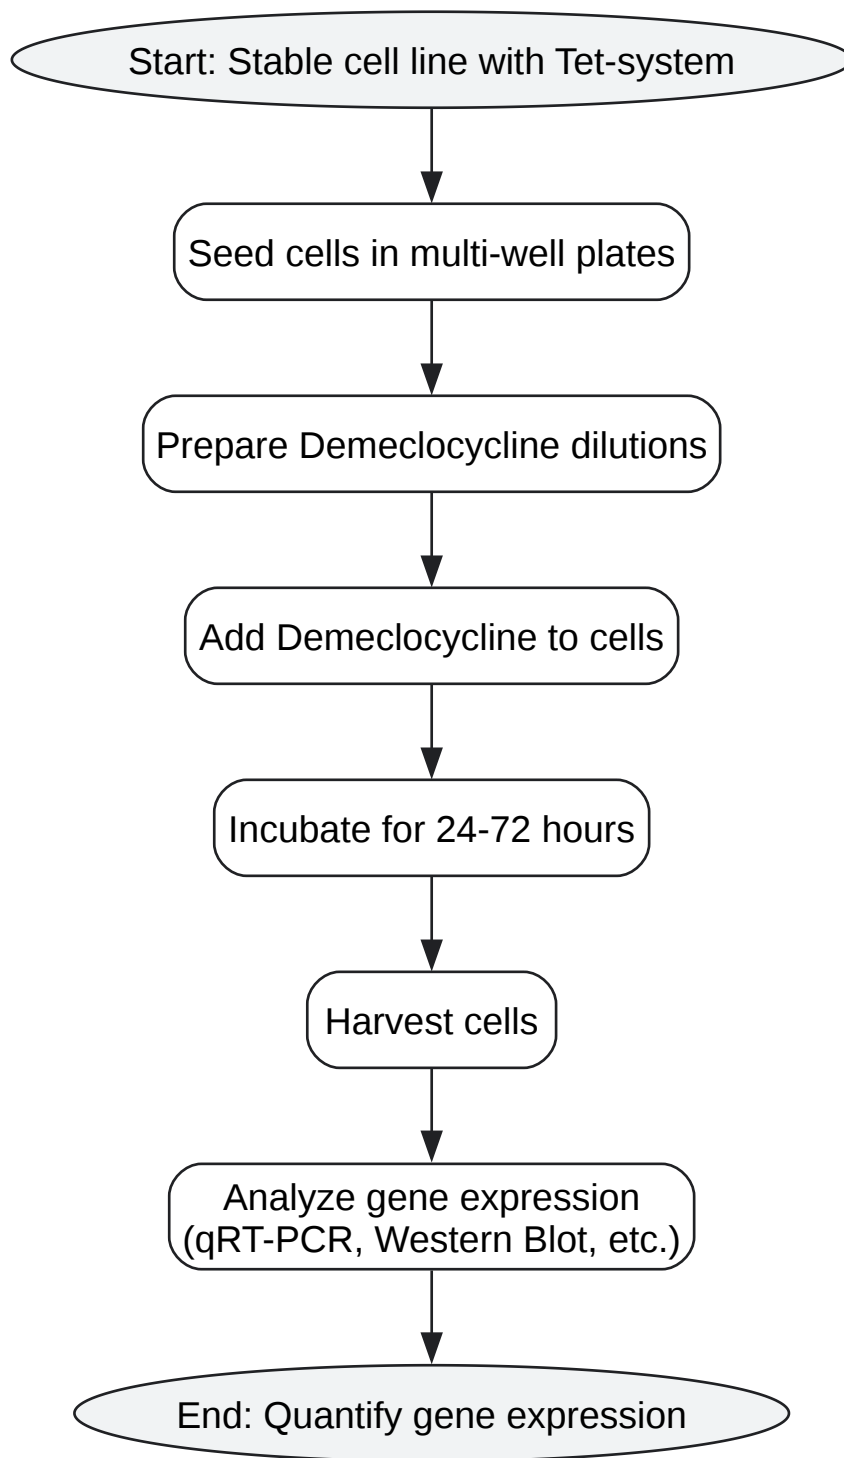 Start: Stable cell line with Tet-system
Seed cells in multi-well plates
Prepare Demeclocycline dilutions
Add Demeclocycline to cells
Incubate for 24-72 hours
Harvest cells
Analyze gene expression
(qRT-PCR, Western Blot, etc.)
End: Quantify gene expression